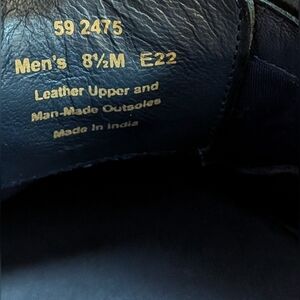 59 2475
Men's 8½M E22
Leather Upper and
Man-Made Outsoles
Made in India